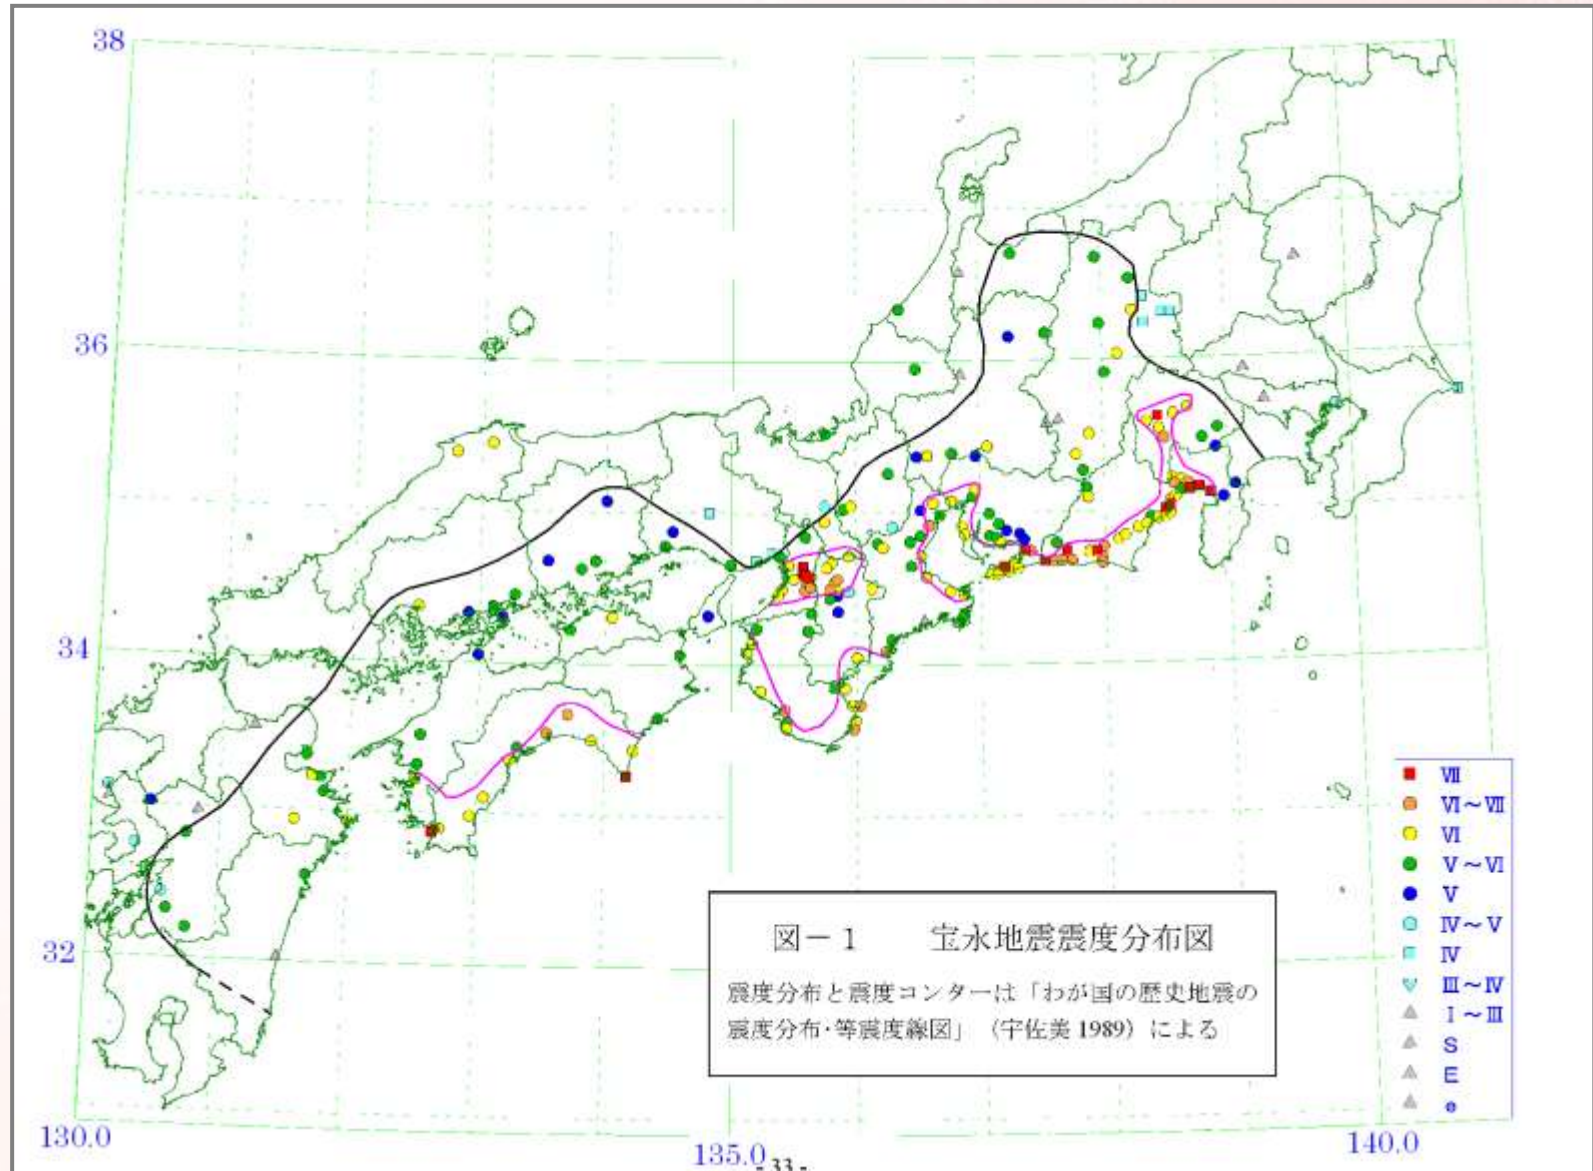 38
36
34
32
130.0
135.0
140.0
- 33 -
図－1 宝永地震震度分布図
震度分布と震度コンターは「わが国の歴史地震の
震度分布・等震度線図」（宇佐美 1989）による
Ⅶ
Ⅵ～Ⅶ
Ⅵ
Ⅴ～Ⅵ
Ⅴ
Ⅳ～Ⅴ
Ⅳ
Ⅲ～Ⅳ
Ⅰ～Ⅲ
S
E
e